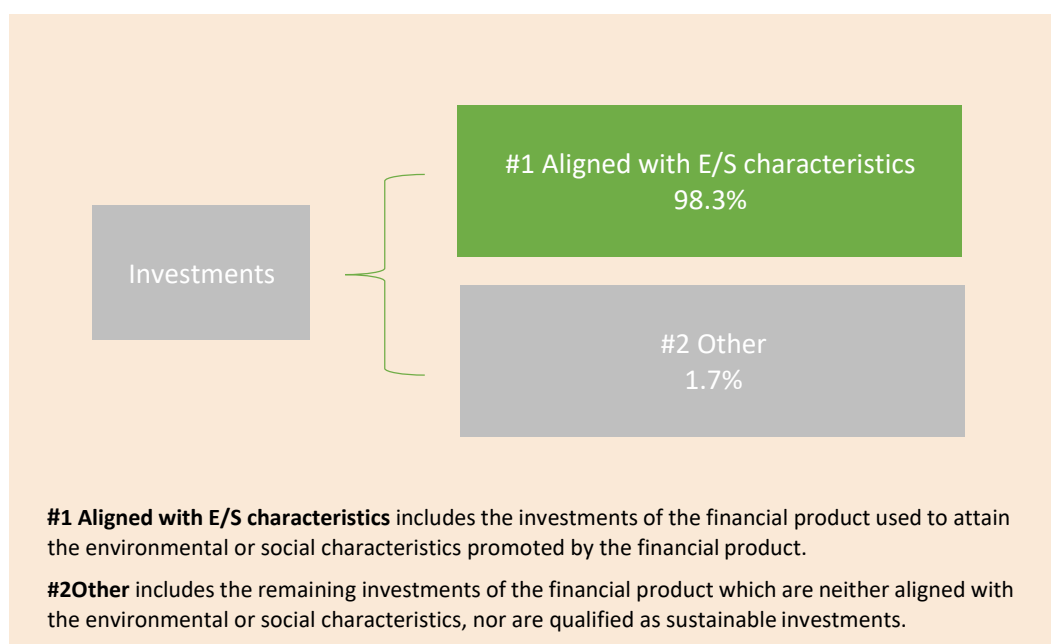 #1 Aligned with E/S characteristics
98.3%
Investments
#2 Other
1.7%
#1 Aligned with E/S characteristics includes the investments of the financial product used to attain
the environmental or social characteristics promoted by the financial product.
#2Other includes the remaining investments of the financial product which are neither aligned with
the environmental or social characteristics, nor are qualified as sustainable investments.